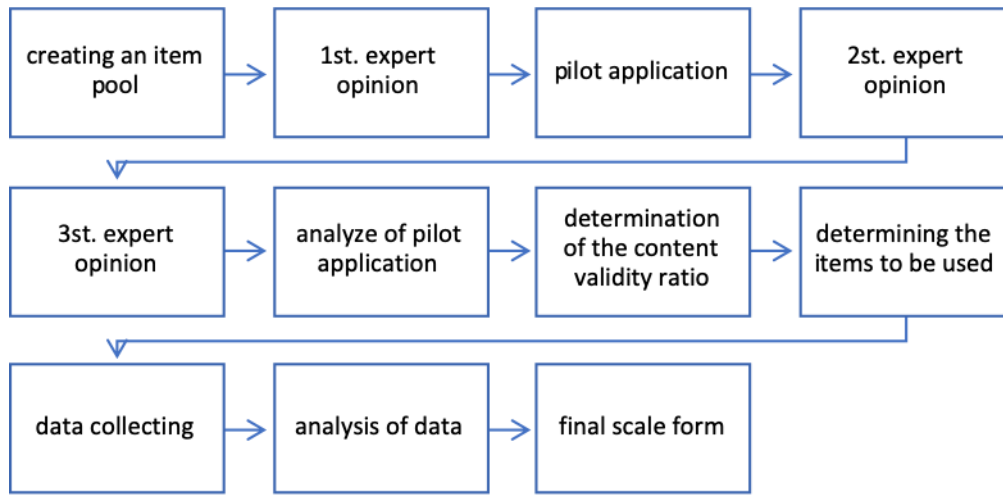 creating an item
pool
1st. expert
opinion
pilot application
2st. expert
opinion
3st. expert
opinion
analyze of pilot
application
determination
of the content
validity ratio
determining the
items to be used
data collecting
analysis of data
final scale form